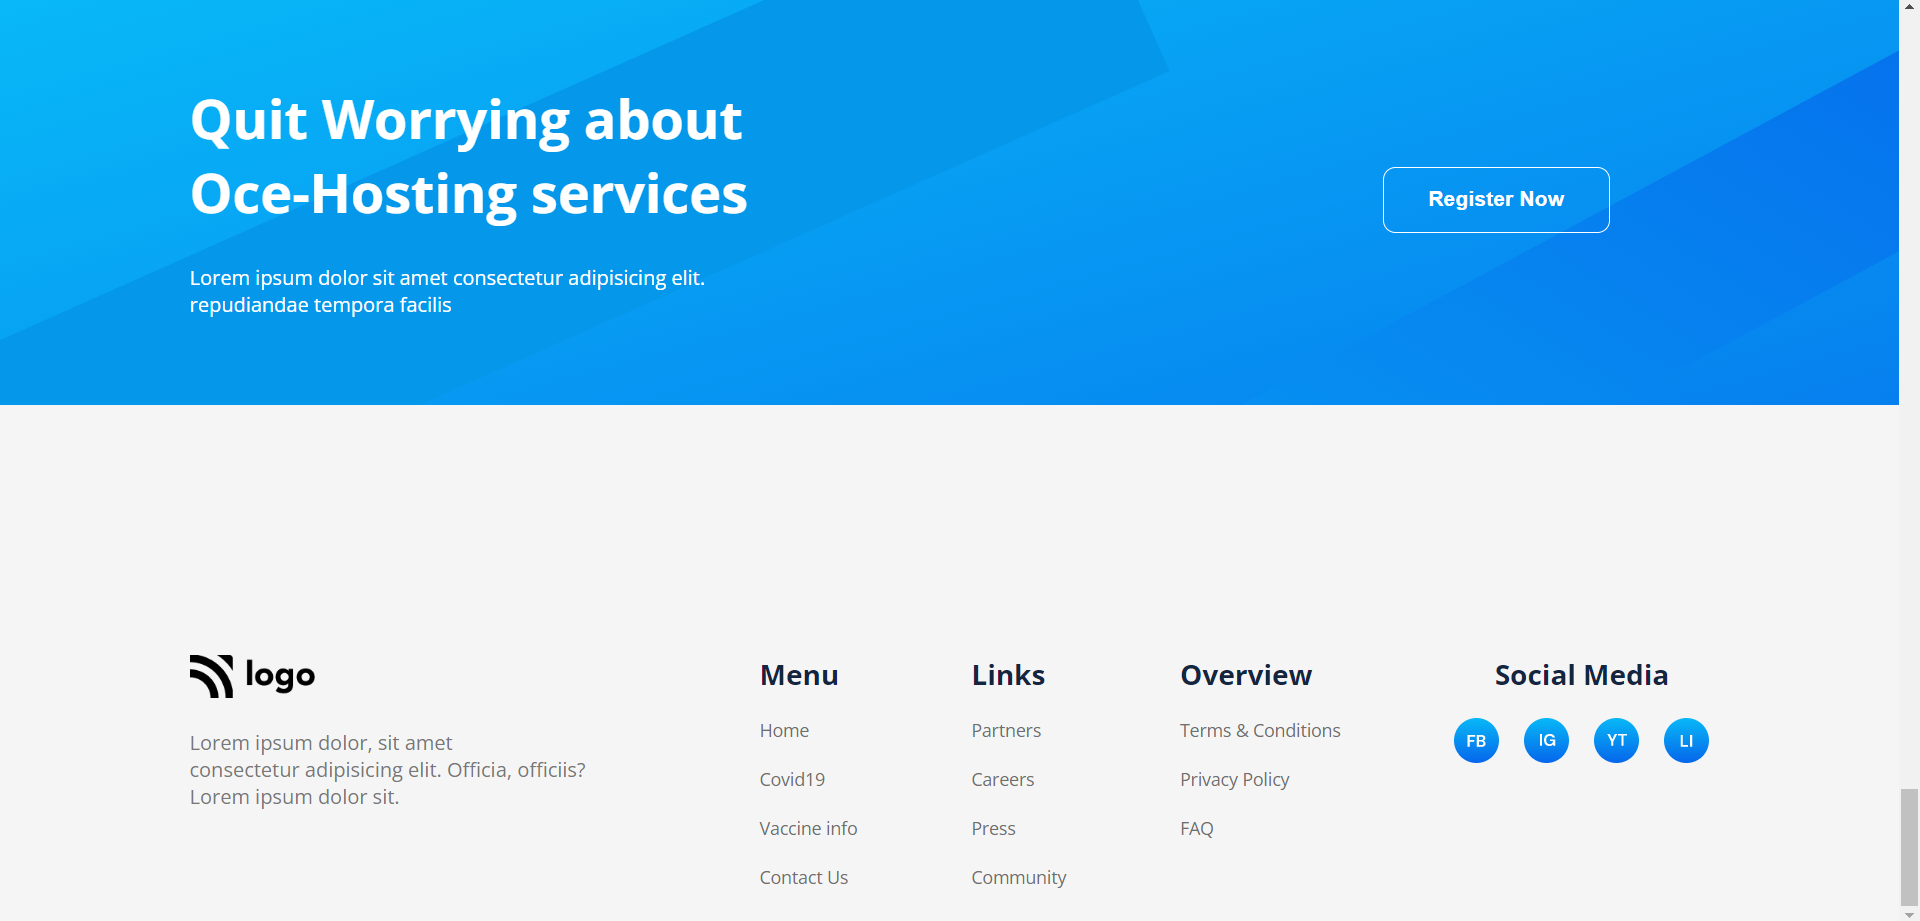 Quit Worrying about
Oce-Hosting services
Lorem ipsum dolor sit amet consectetur adipisicing elit.
repudiandae tempora facilis
Register Now
logo
Lorem ipsum dolor, sit amet
consectetur adipisicing elit. Officia, officiis?
Lorem ipsum dolor sit.
Menu
Home
Covid19
Vaccine info
Contact Us
Links
Partners
Careers
Press
Community
Overview
Terms & Conditions
Privacy Policy
FAQ
Social Media
FB
IG
YT
LI